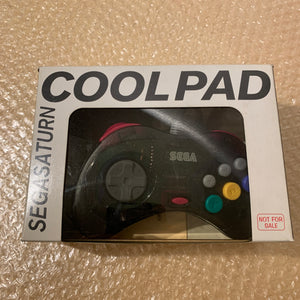 COOLPAD
SEGASATURN
SEGA
NOT FOR
SALE